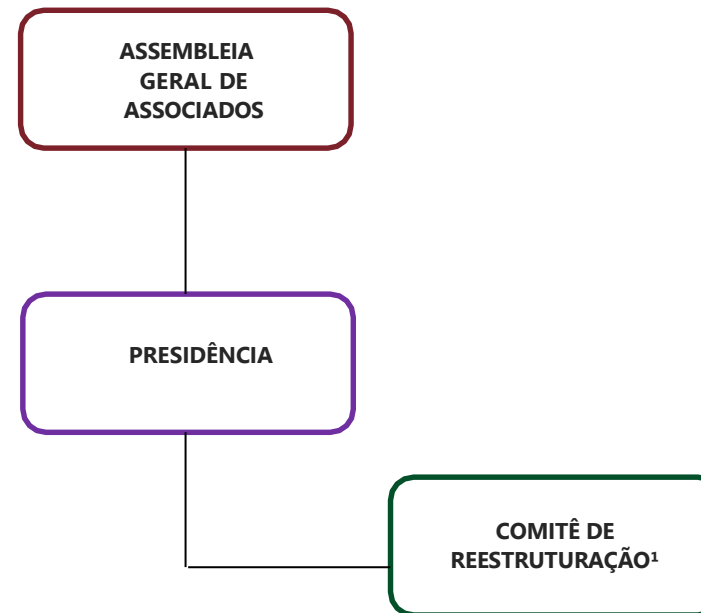 ASSEMBLEIA
GERAL DE
ASSOCIADOS
PRESIDÊNCIA
COMITÊ DE
REESTRUTURAÇÃO¹